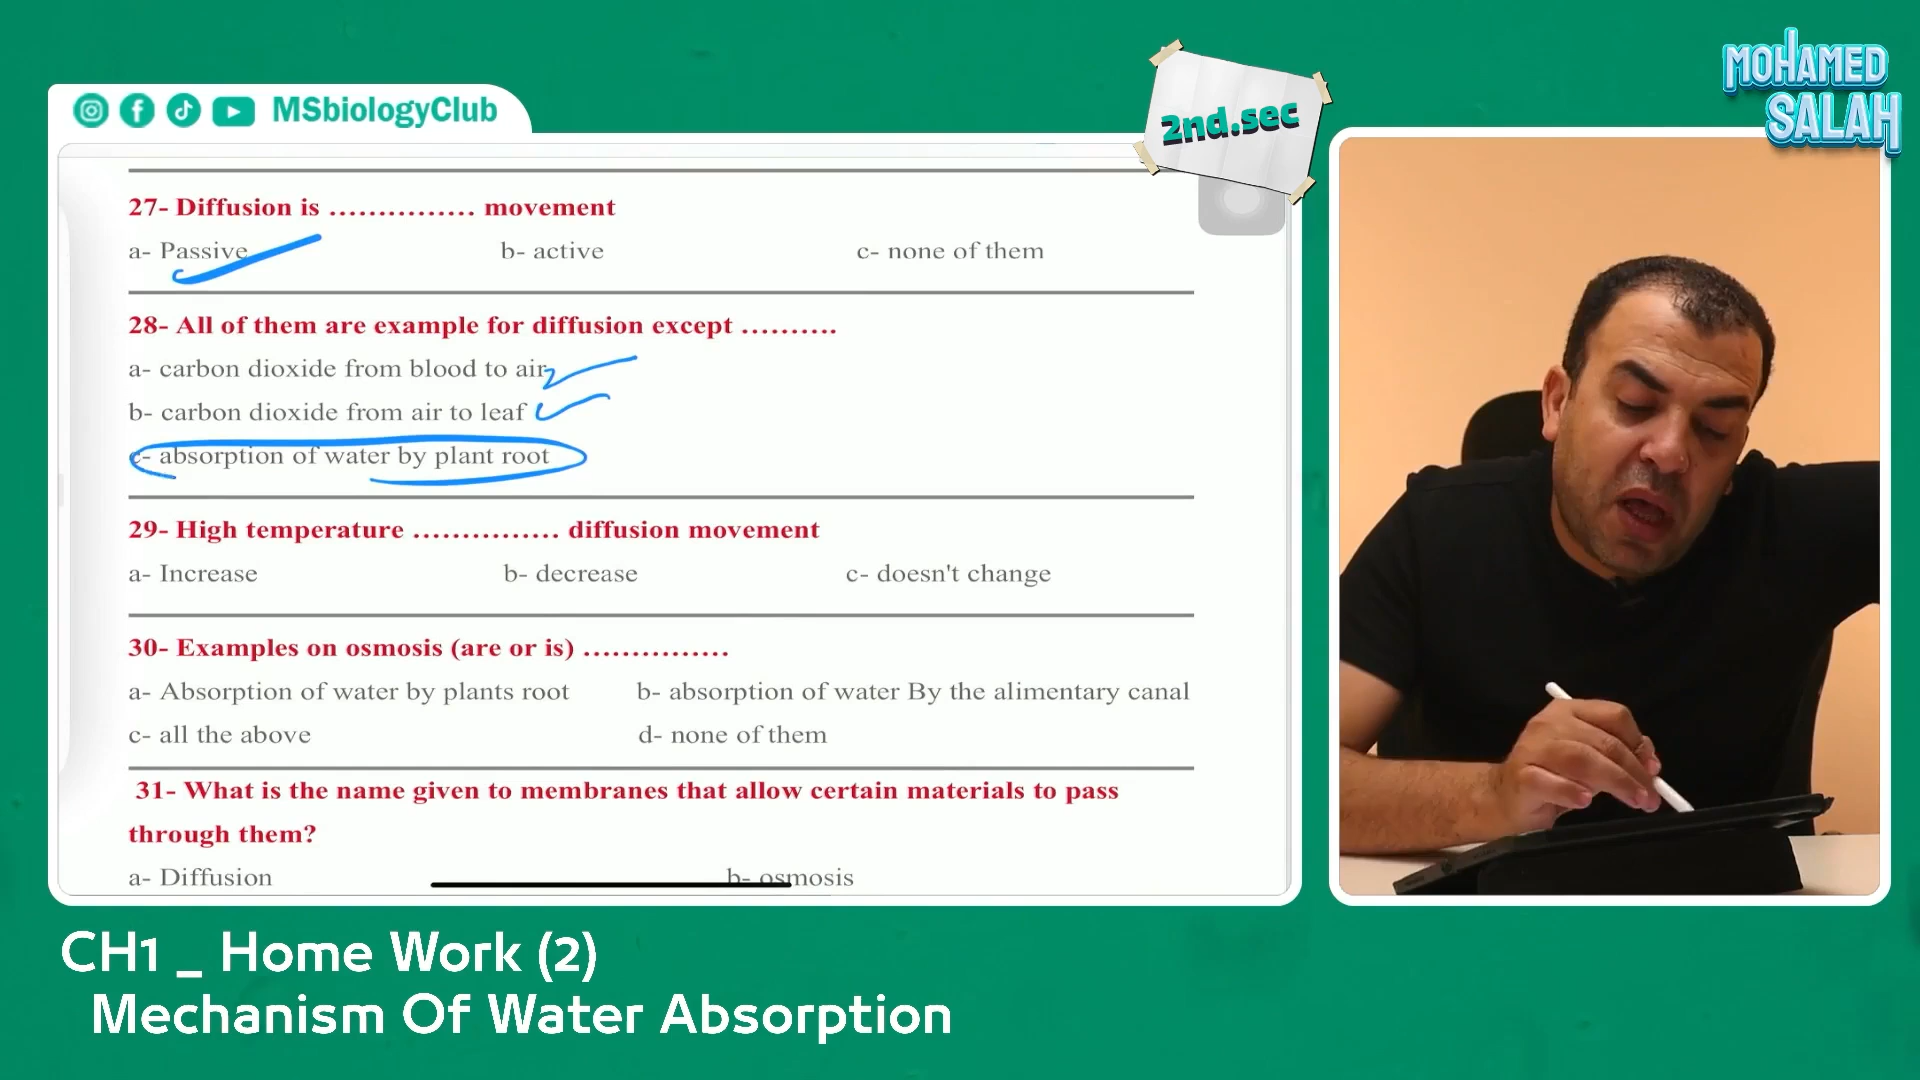 MOHAMED
SALAH
MSbiologyClub
2nd.sec
27- Diffusion is ............... movement
a- Passive b- active c- none of them
28- All of them are example for diffusion except ..........
a- carbon dioxide from blood to air
b- carbon dioxide from air to leaf
c- absorption of water by plant root
29- High temperature ............... diffusion movement
a- Increase b- decrease c- doesn't change
30- Examples on osmosis (are or is) ...............
a- Absorption of water by plants root b- absorption of water By the alimentary canal
c- all the above d- none of them
31- What is the name given to membranes that allow certain materials to pass
through them?
a- Diffusion b- osmosis
CH1 _ Home Work (2)
Mechanism Of Water Absorption